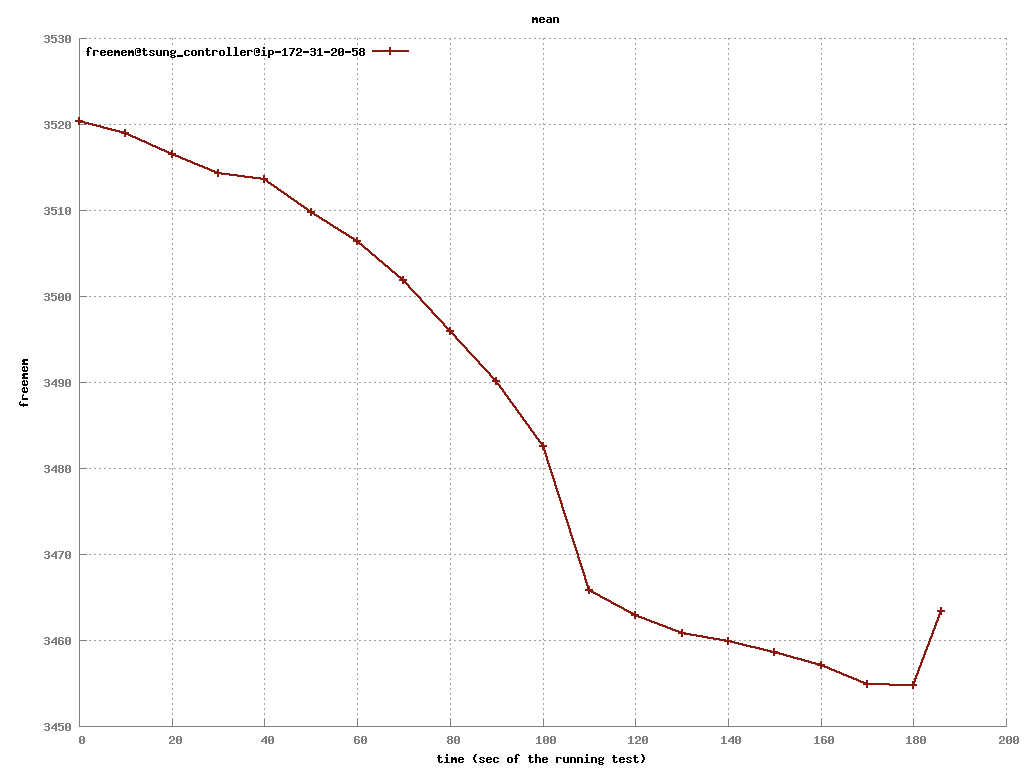 mean
freemem@tsung_controller@ip-172-31-20-58
3530
3520
3510
3500
3490
3480
3470
3460
3450
freemem
0 20 40 60 80 100 120 140 160 180 200
time (sec of the running test)